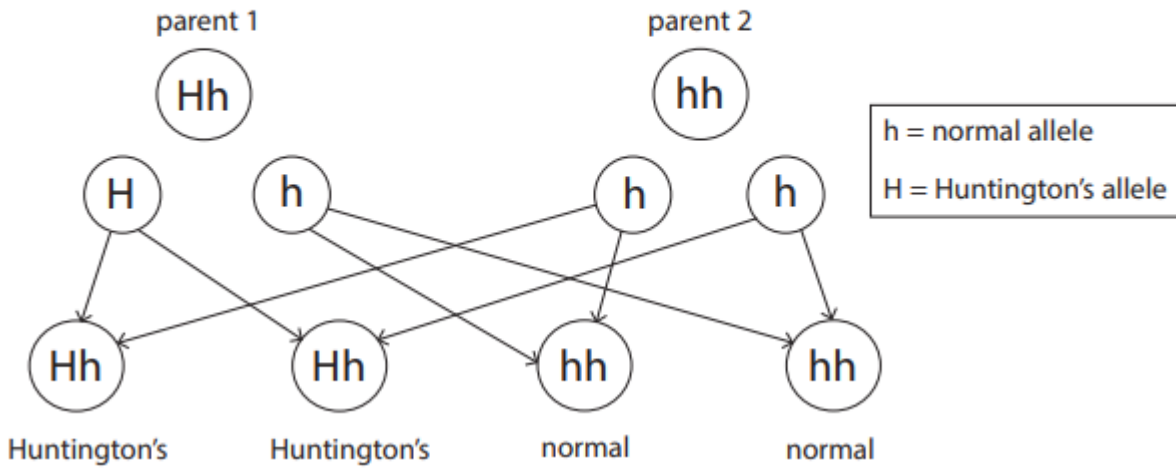 parent 1
parent 2
Hh
hh
h = normal allele
H = Huntington's allele
H
h
h
h
Hh
Hh
hh
hh
Huntington's
Huntington's
normal
normal